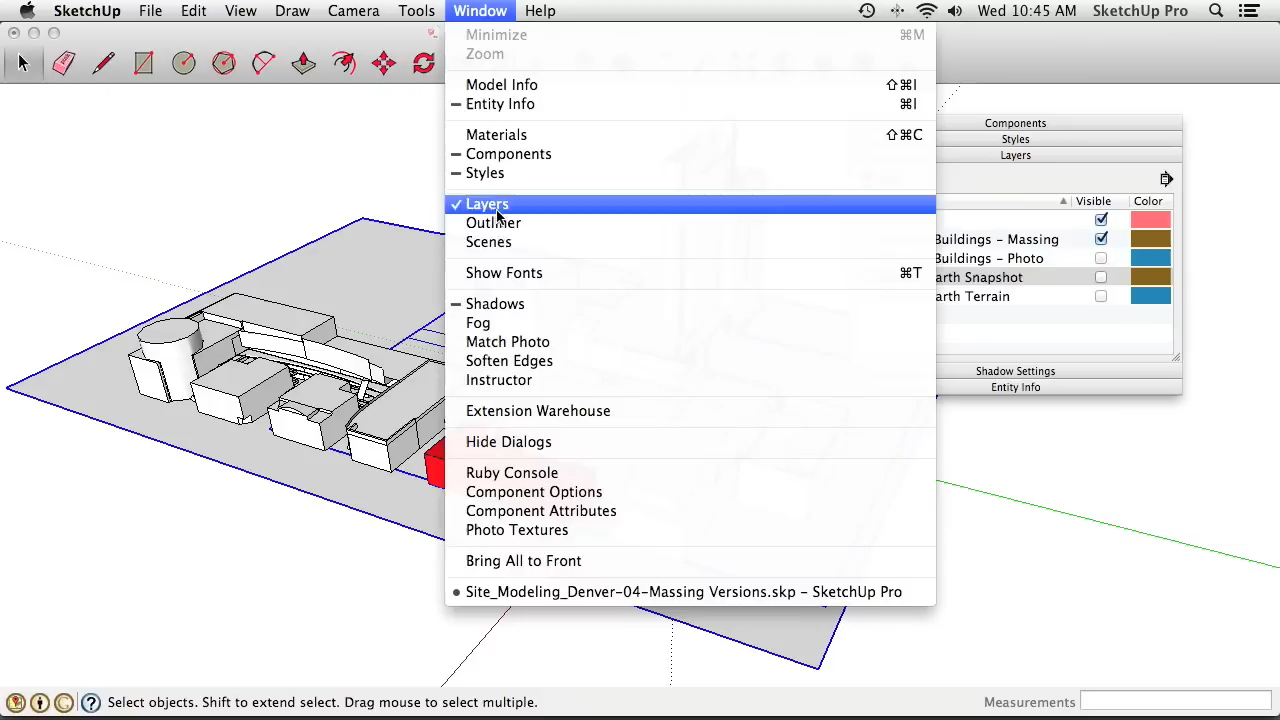 SketchUp File Edit View Draw Camera Tools Window Help Wed 10:45 AM SketchUp Pro
Minimize ⌘M
Zoom
Model Info ⇧⌘I
Entity Info ⌘I
Materials ⇧⌘C
Components
Styles
Layers
Outliner
Scenes
Show Fonts ⌘T
Shadows
Fog
Match Photo
Soften Edges
Instructor
Extension Warehouse
Hide Dialogs
Ruby Console
Component Options
Component Attributes
Photo Textures
Bring All to Front
Site_Modeling_Denver-04-Massing Versions.skp - SketchUp Pro
Components
Styles
Layers
Visible Color
Buildings - Massing
Buildings - Photo
arth Snapshot
arth Terrain
Shadow Settings
Entity Info
Select objects. Shift to extend select. Drag mouse to select multiple. Measurements